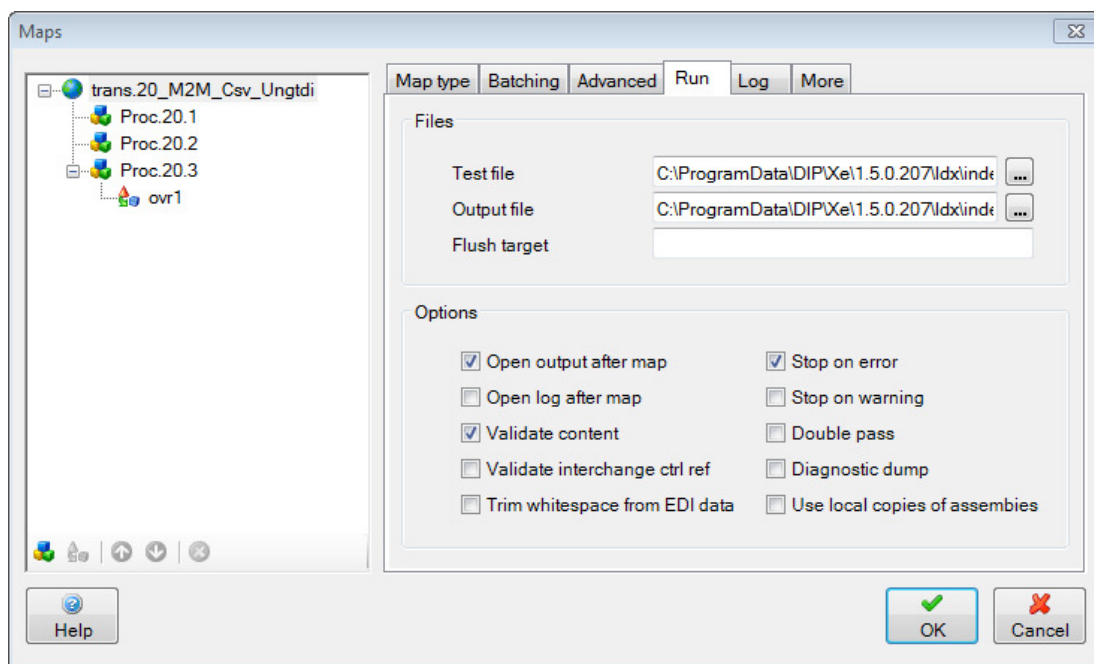 Maps
trans.20_M2M_Csv_Ungtdi
Proc.20.1
Proc.20.2
Proc.20.3
ovr1
Map type
Batching
Advanced
Run
Log
More
Files
Test file
C:\ProgramData\DIP\Xe\1.5.0.207\Idx\inde
...
Output file
C:\ProgramData\DIP\Xe\1.5.0.207\Idx\inde
...
Flush target
Options
Open output after map
Stop on error
Open log after map
Stop on warning
Validate content
Double pass
Validate interchange ctrl ref
Diagnostic dump
Trim whitespace from EDI data
Use local copies of assembies
Help
OK
Cancel